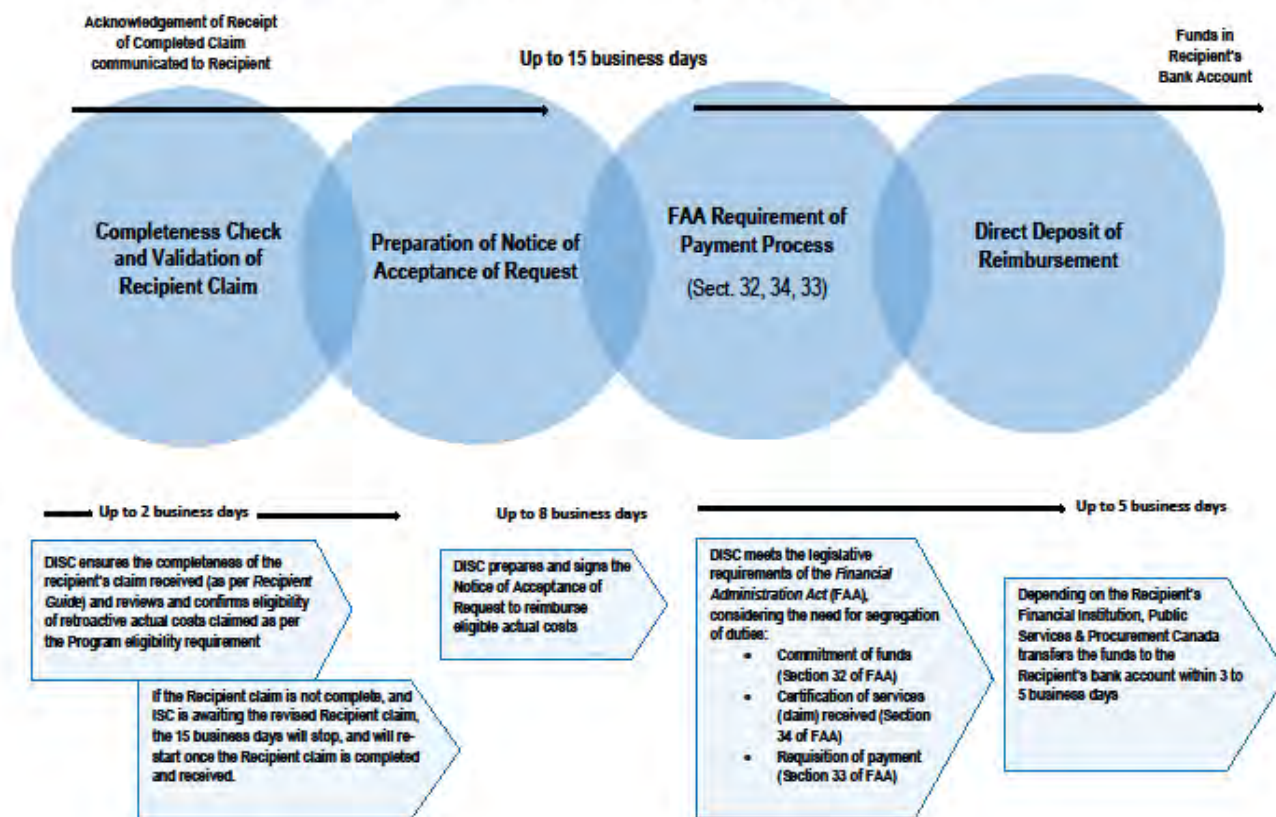 Acknowledgement of Receipt
of Completed Claim
communicated to Recipient
Up to 15 business days
Funds in
Recipient's
Bank Account
Completeness Check
and Validation of
Recipient Claim
Preparation of Notice of
Acceptance of Request
FAA Requirement of
Payment Process
(Sect. 32, 34, 33)
Direct Deposit of
Reimbursement
Up to 2 business days
Up to 8 business days
Up to 5 business days
DISC ensures the completeness of the
recipient's claim received (as per Recipient
Guide) and reviews and confirms eligibility
of retroactive actual costs claimed as per
the Program eligibility requirement
If the Recipient claim is not complete, and
ISC is awaiting the revised Recipient claim,
the 15 business days will stop, and will re-
start once the Recipient claim is completed
and received.
DISC prepares and signs the
Notice of Acceptance of
Request to reimburse
eligible actual costs
DISC meets the legislative
requirements of the Financial
Administration Act (FAA),
considering the need for segregation
of duties:
• Commitment of funds
(Section 32 of FAA)
• Certification of services
(claim) received (Section
34 of FAA)
• Requisition of payment
(Section 33 of FAA)
Depending on the Recipient's
Financial Institution, Public
Services & Procurement Canada
transfers the funds to the
Recipient's bank account within 3 to
5 business days